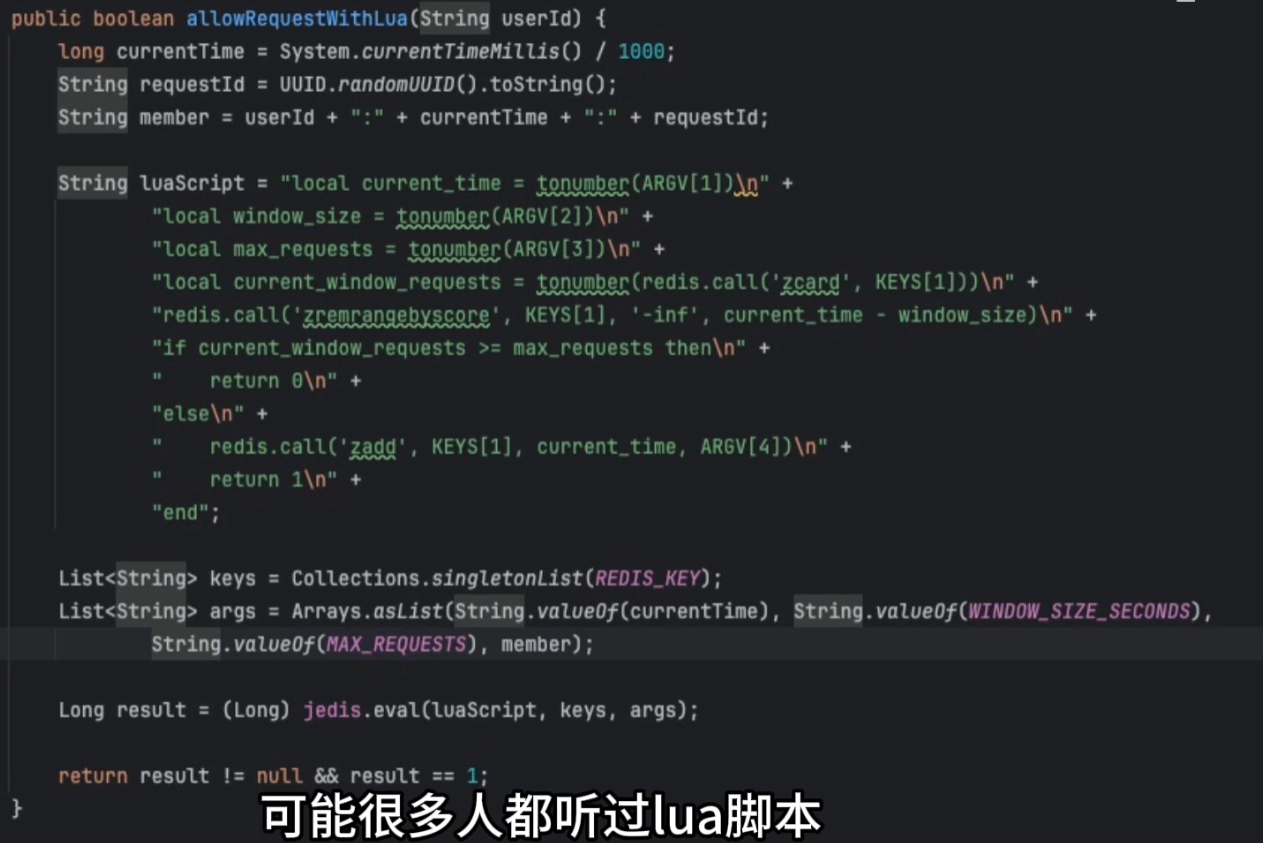 public boolean allowRequestWithLua(String userId) {
    long currentTime = System.currentTimeMillis() / 1000;
    String requestId = UUID.randomUUID().toString();
    String member = userId + ":" + currentTime + ":" + requestId;

    String luaScript = "local current_time = tonumber(ARGV[1])\n" +
            "local window_size = tonumber(ARGV[2])\n" +
            "local max_requests = tonumber(ARGV[3])\n" +
            "local current_window_requests = tonumber(redis.call('zcard', KEYS[1]))\n" +
            "redis.call('zremrangebyscore', KEYS[1], '-inf', current_time - window_size)\n" +
            "if current_window_requests >= max_requests then\n" +
            "    return 0\n" +
            "else\n" +
            "    redis.call('zadd', KEYS[1], current_time, ARGV[4])\n" +
            "    return 1\n" +
            "end";

    List<String> keys = Collections.singletonList(REDIS_KEY);
    List<String> args = Arrays.asList(String.valueOf(currentTime), String.valueOf(WINDOW_SIZE_SECONDS),
            String.valueOf(MAX_REQUESTS), member);

    Long result = (Long) jedis.eval(luaScript, keys, args);

    return result != null && result == 1;
}
可能很多人都听过lua脚本